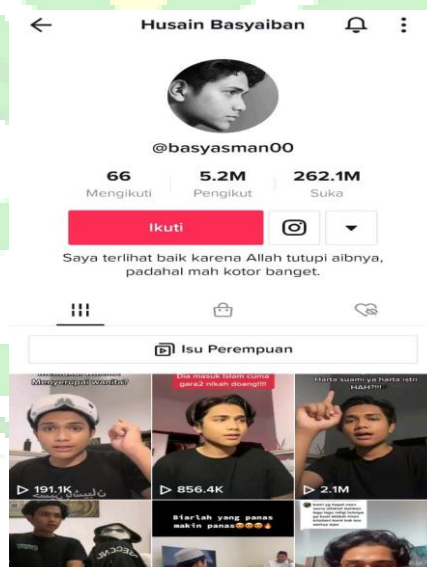 Husain Basyaiban
@basyasman00
66 5.2M 262.1M
Mengikuti Pengikut Suka
Ikuti
Saya terlihat baik karena Allah tutupi aibnya,
padahal mah kotor banget.
Isu Perempuan
Menyerupai wanita?
191.1K
Dia masuk Islam cuma
gara2 nikah doang!!!!
856.4K
Harta suami ya harta istri
HAH?!!!
2.1M
Biarlah yang panas
makin panas